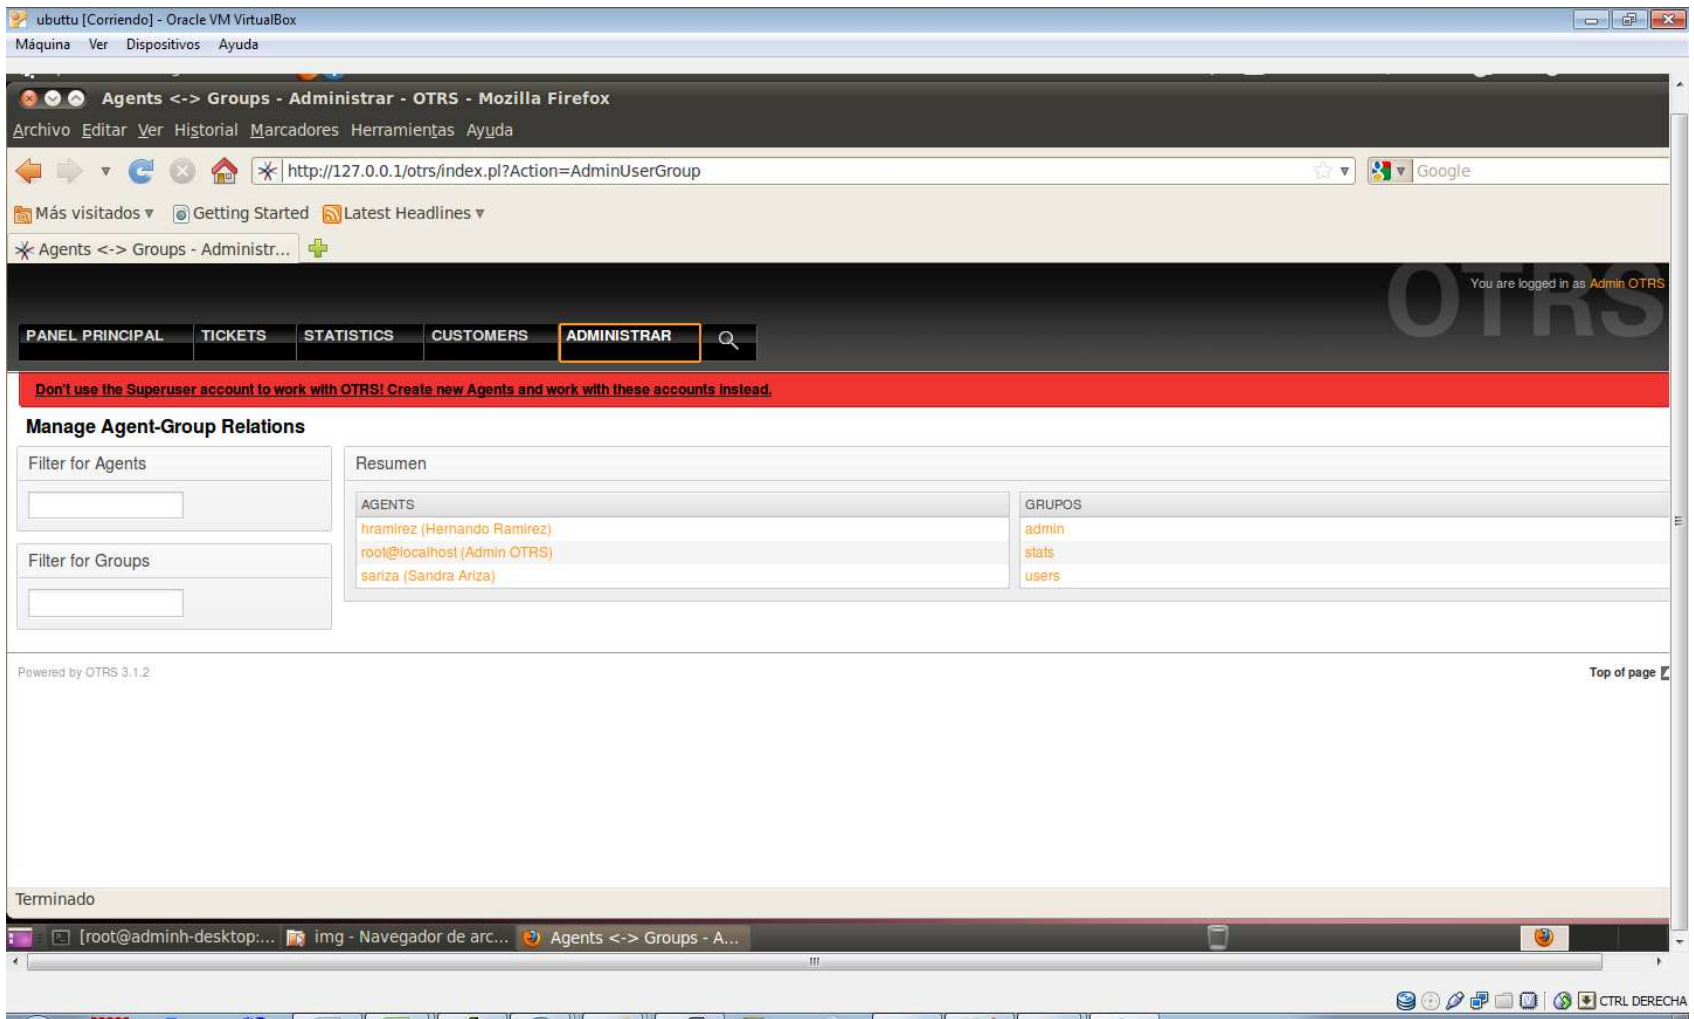 ubuttu [Corriendo] - Oracle VM VirtualBox
Máquina Ver Dispositivos Ayuda
Agents <-> Groups - Administrar - OTRS - Mozilla Firefox
Archivo Editar Ver Historial Marcadores Herramientas Ayuda
http://127.0.0.1/otrs/index.pl?Action=AdminUserGroup
Google
Más visitados Getting Started Latest Headlines
Agents <-> Groups - Administr...
OTRS
You are logged in as Admin OTRS
PANEL PRINCIPAL TICKETS STATISTICS CUSTOMERS ADMINISTRAR
Don't use the Superuser account to work with OTRS! Create new Agents and work with these accounts instead.
Manage Agent-Group Relations
Filter for Agents
Resumen
AGENTS GRUPOS
hramirez (Hernando Ramirez) admin
root@localhost (Admin OTRS) stats
sariza (Sandra Ariza) users
Filter for Groups
Powered by OTRS 3.1.2
Top of page
Terminado
[root@adminh-desktop:... img - Navegador de arc... Agents <-> Groups - A...
CTRL DERECHA